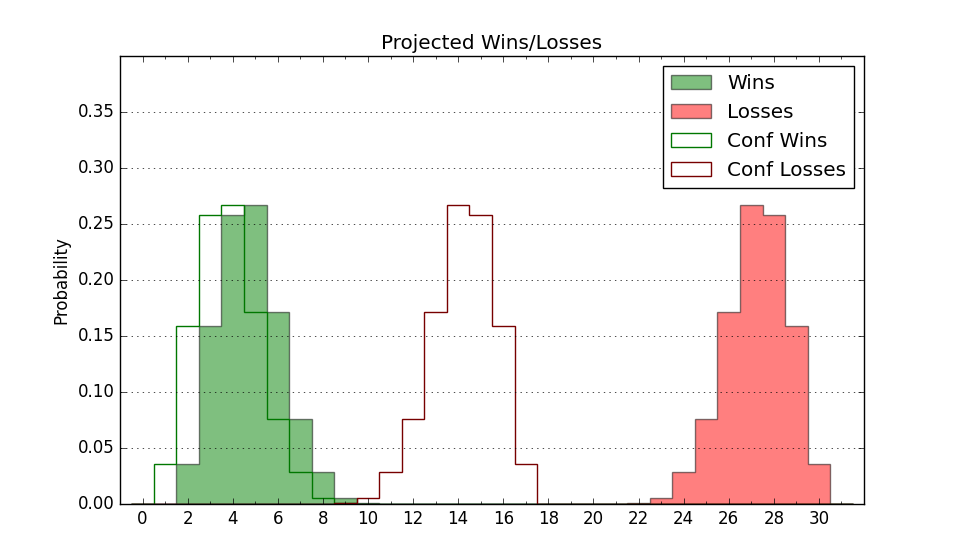 Projected Wins/Losses
Wins
Losses
Conf Wins
Conf Losses
Probability
0.35
0.30
0.25
0.20
0.15
0.10
0.05
0.00
0 2 4 6 8 10 12 14 16 18 20 22 24 26 28 30